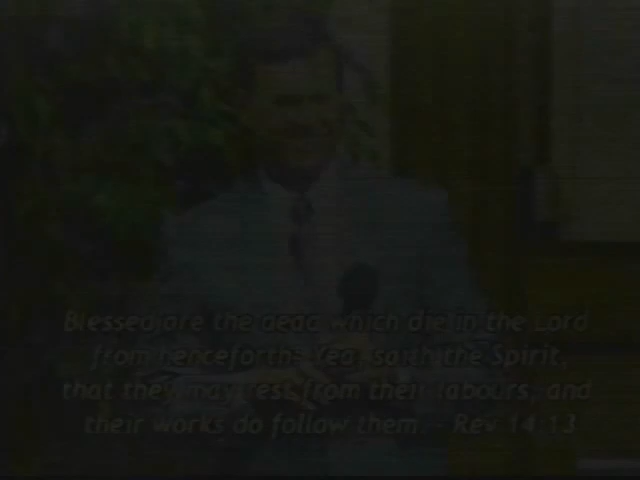 Blessed are the dead which die in the Lord
from henceforth: Yea, saith the Spirit,
that they may rest from their labours; and
their works do follow them. - Rev 14:13